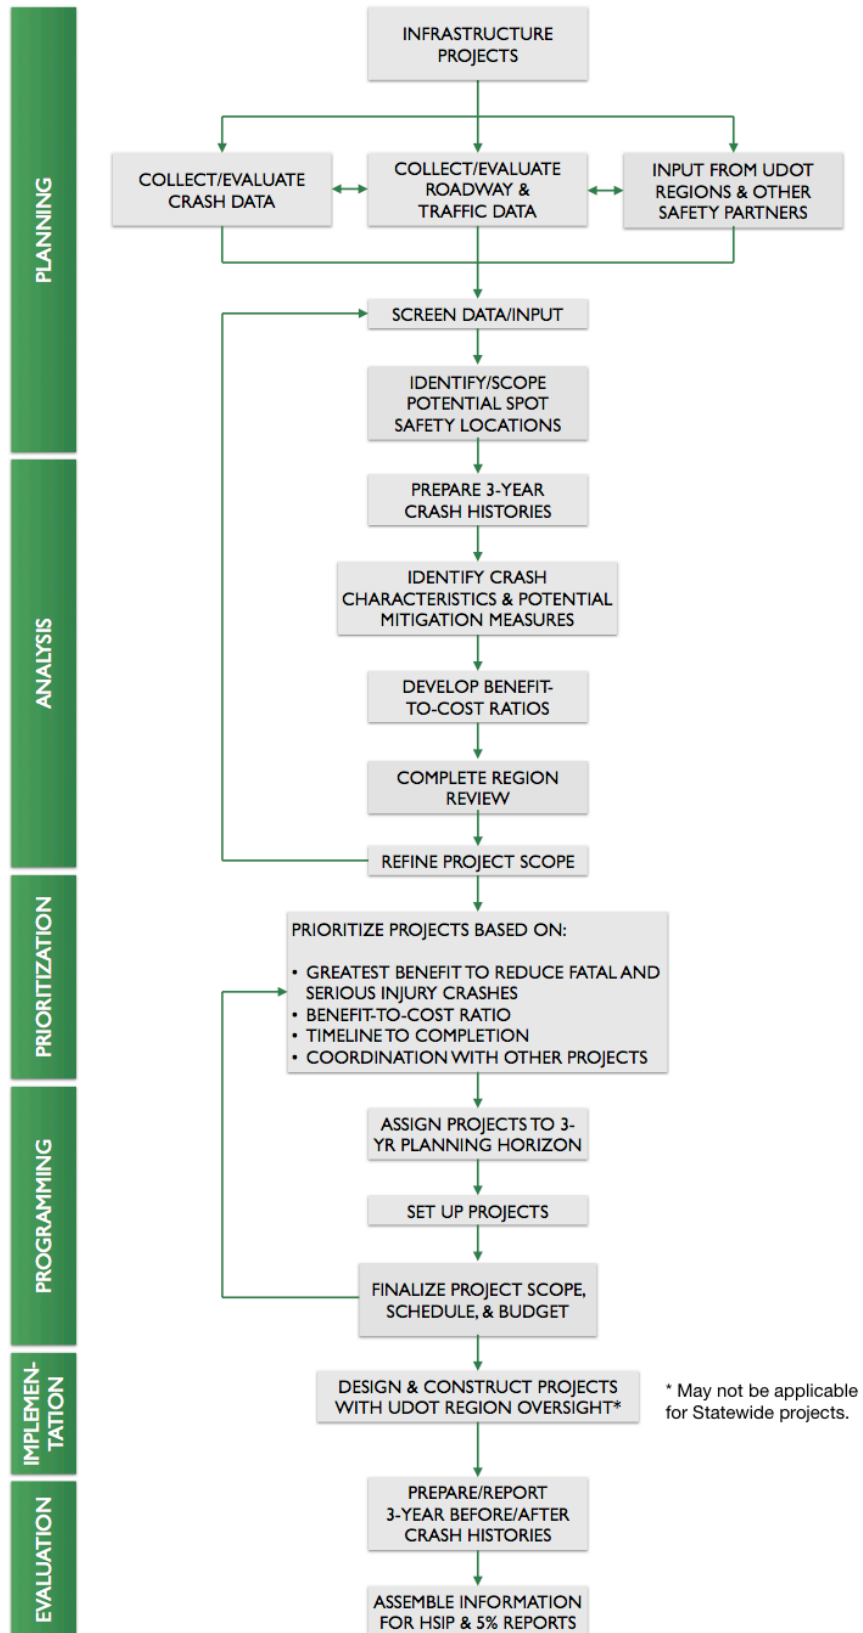 INFRASTRUCTURE
PROJECTS
PLANNING
COLLECT/EVALUATE
CRASH DATA
COLLECT/EVALUATE
ROADWAY &
TRAFFIC DATA
INPUT FROM UDOT
REGIONS & OTHER
SAFETY PARTNERS
SCREEN DATA/INPUT
IDENTIFY/SCOPE
POTENTIAL SPOT
SAFETY LOCATIONS
ANALYSIS
PREPARE 3-YEAR
CRASH HISTORIES
IDENTIFY CRASH
CHARACTERISTICS & POTENTIAL
MITIGATION MEASURES
DEVELOP BENEFIT-
TO-COST RATIOS
COMPLETE REGION
REVIEW
REFINE PROJECT SCOPE
PRIORITIZATION
PRIORITIZE PROJECTS BASED ON:
• GREATEST BENEFIT TO REDUCE FATAL AND
SERIOUS INJURY CRASHES
• BENEFIT-TO-COST RATIO
• TIMELINE TO COMPLETION
• COORDINATION WITH OTHER PROJECTS
PROGRAMMING
ASSIGN PROJECTS TO 3-
YR PLANNING HORIZON
SET UP PROJECTS
FINALIZE PROJECT SCOPE,
SCHEDULE, & BUDGET
IMPLEMEN-
TATION
DESIGN & CONSTRUCT PROJECTS
WITH UDOT REGION OVERSIGHT*
* May not be applicable
for Statewide projects.
EVALUATION
PREPARE/REPORT
3-YEAR BEFORE/AFTER
CRASH HISTORIES
ASSEMBLE INFORMATION
FOR HSIP & 5% REPORTS